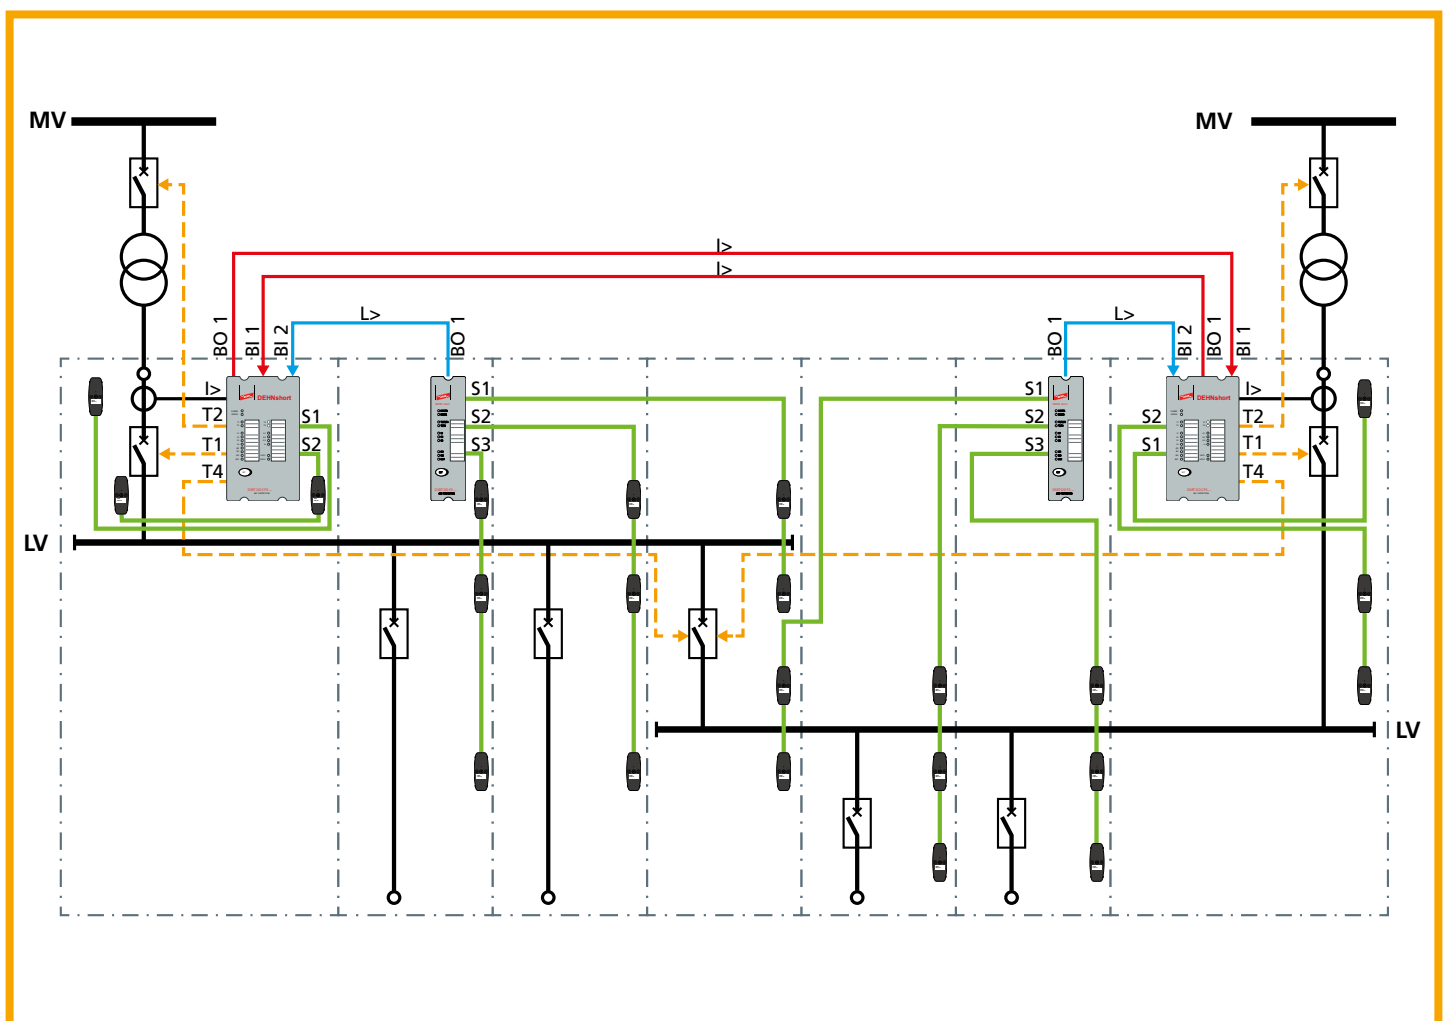 MV
MV
I>
I>
L>
L>
BO 1
BI 1
BI 2
BO 1
BO 1
BI 2
BO 1
BI 1
I>
T2
T1
T4
DEHNshort
S1
S2
S1
S2
S3
S1
S2
S3
S2
S1
DEHNshort
I>
T2
T1
T4
LV
LV